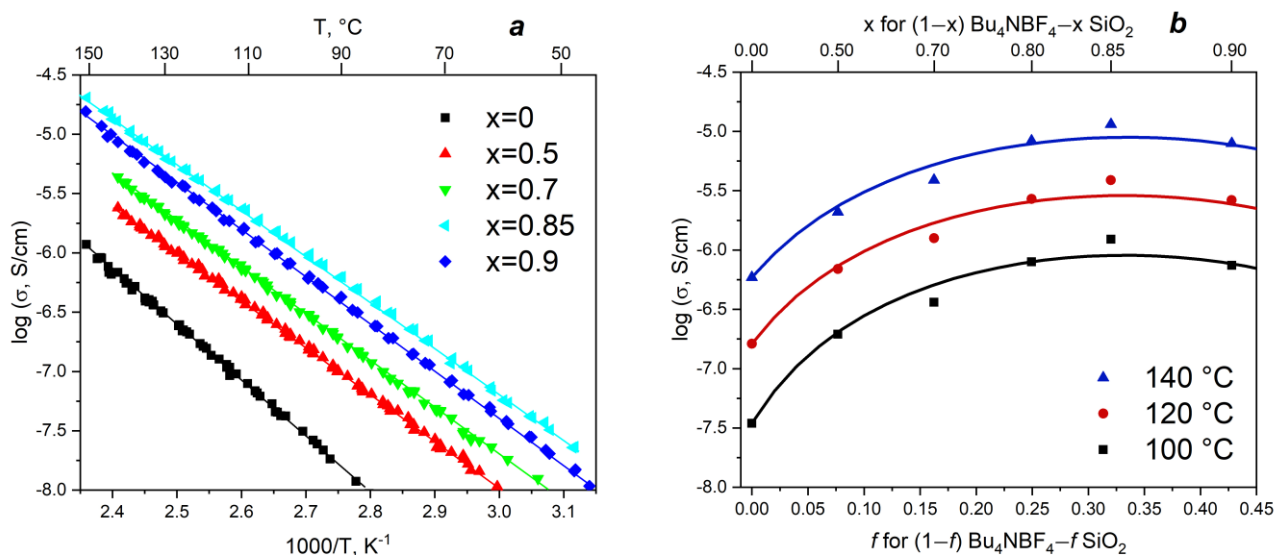 T, °C
a
150 130 110 90 70 50
-4.5
-5.0
-5.5
-6.0
-6.5
-7.0
-7.5
-8.0
log (σ, S/cm)
x=0
x=0.5
x=0.7
x=0.85
x=0.9
2.4 2.5 2.6 2.7 2.8 2.9 3.0 3.1
1000/T, K⁻¹
x for (1−x) Bu₄NBF₄−x SiO₂
b
0.00 0.50 0.70 0.80 0.85 0.90
-4.5
-5.0
-5.5
-6.0
-6.5
-7.0
-7.5
-8.0
log (σ, S/cm)
140 °C
120 °C
100 °C
0.00 0.05 0.10 0.15 0.20 0.25 0.30 0.35 0.40 0.45
f for (1−f) Bu₄NBF₄−f SiO₂